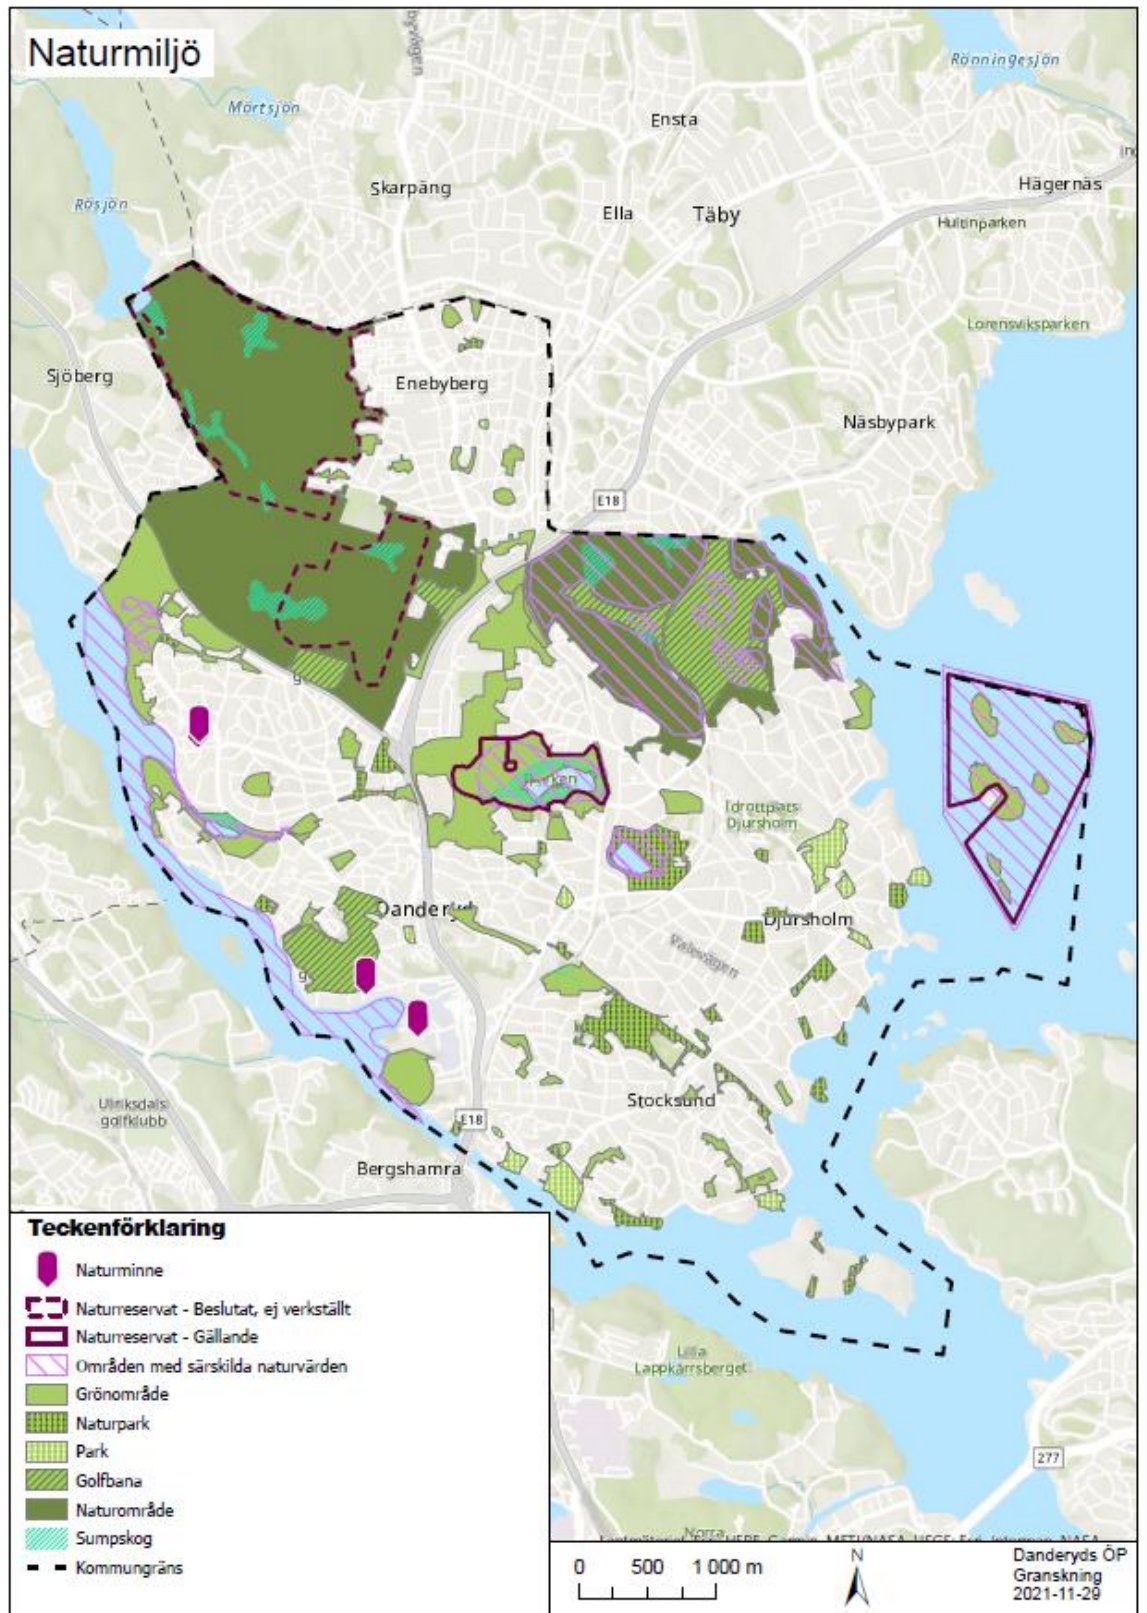 Naturmiljö
Rönningesjön
Mörtsjön
Ensta
Skarpäng
Hägernäs
Rösjön
Ella
Täby
Hultinparken
Lorensviksparken
Sjöberg
Enebyberg
Näsbypark
E18
Idrottplats
Djursholm
Danderyd
Djursholm
Ulriksdals
golfklubb
Stocksund
E18
Bergshamra
Teckenförklaring
Naturminne
Naturreservat - Beslutat, ej verkställt
Naturreservat - Gällande
Områden med särskilda naturvärden
Grönområde
Naturpark
Park
Golfbana
Naturområde
Sumpskog
Kommungräns
Lilla
Lappkärrsberget
277
Norra
0 500 1 000 m
N
Danderyds ÖP
Granskning
2021-11-29